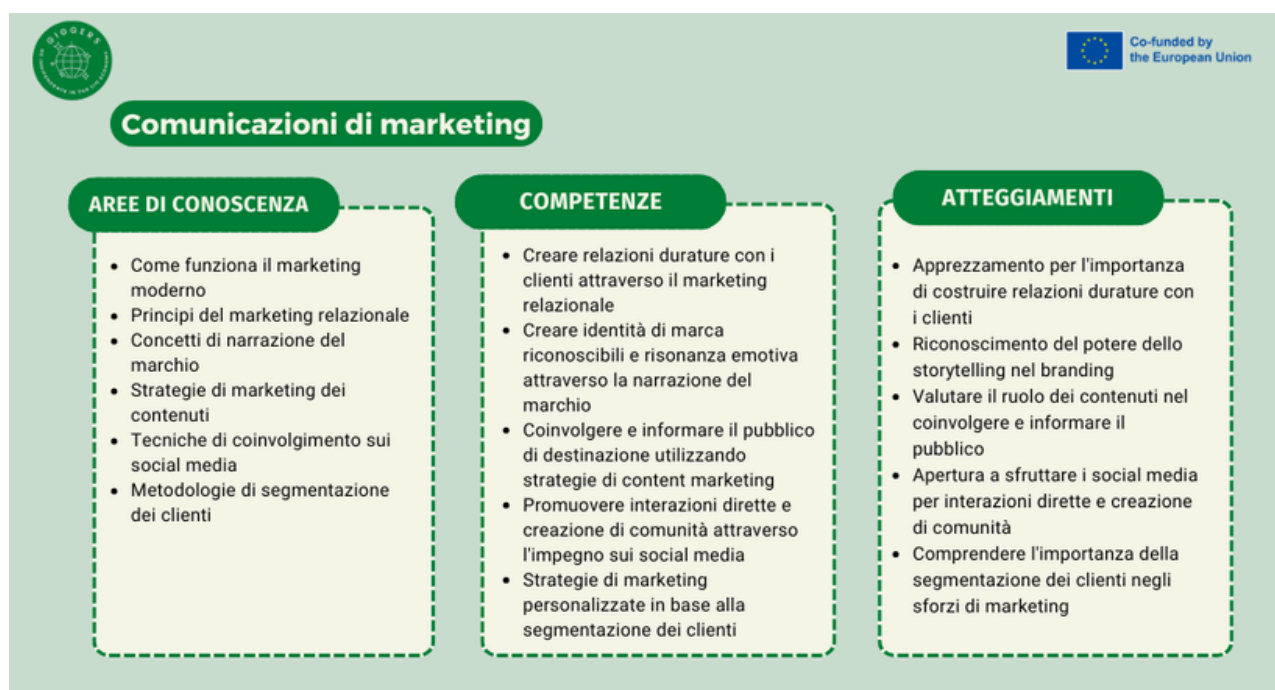 GIGGERS
BE INDEPENDENTS IN THE GIG ECONOMY
Co-funded by
the European Union
Comunicazioni di marketing
AREE DI CONOSCENZA
• Come funziona il marketing
moderno
• Principi del marketing relazionale
• Concetti di narrazione del
marchio
• Strategie di marketing dei
contenuti
• Tecniche di coinvolgimento sui
social media
• Metodologie di segmentazione
dei clienti
COMPETENZE
• Creare relazioni durature con i
clienti attraverso il marketing
relazionale
• Creare identità di marca
riconoscibili e risonanza emotiva
attraverso la narrazione del
marchio
• Coinvolgere e informare il pubblico
di destinazione utilizzando
strategie di content marketing
• Promuovere interazioni dirette e
creazione di comunità attraverso
l'impegno sui social media
• Strategie di marketing
personalizzate in base alla
segmentazione dei clienti
ATTEGGIAMENTI
• Apprezzamento per l'importanza
di costruire relazioni durature con
i clienti
• Riconoscimento del potere dello
storytelling nel branding
• Valutare il ruolo dei contenuti nel
coinvolgere e informare il
pubblico
• Apertura a sfruttare i social media
per interazioni dirette e creazione
di comunità
• Comprendere l'importanza della
segmentazione dei clienti negli
sforzi di marketing